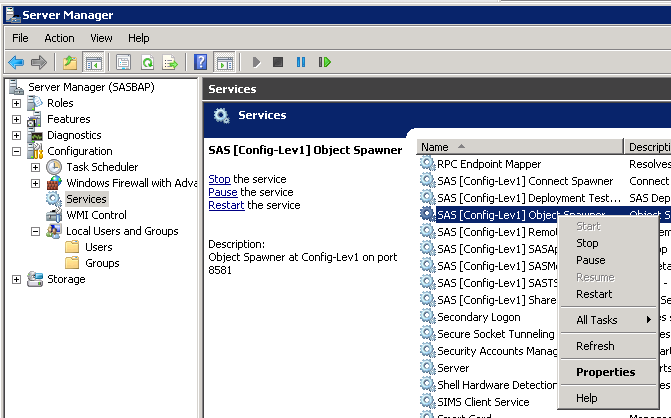 Server Manager
File Action View Help
Server Manager (SASBAP)
Roles
Features
Diagnostics
Configuration
Task Scheduler
Windows Firewall with Adva
Services
WMI Control
Local Users and Groups
Users
Groups
Storage
Services
Services
SAS [Config-Lev1] Object Spawner
Stop the service
Pause the service
Restart the service
Description:
Object Spawner at Config-Lev1 on port
8581
Name Descripti
RPC Endpoint Mapper Resolves
SAS [Config-Lev1] Connect Spawner Connect
SAS [Config-Lev1] Deployment Test... SAS Dep
SAS [Config-Lev1] Object Spawner Object S
SAS [Config-Lev1] Remo
SAS [Config-Lev1] SASAp
SAS [Config-Lev1] SASMe
SAS [Config-Lev1] SASTS
SAS [Config-Lev1] Share
Secondary Logon
Secure Socket Tunneling
Security Accounts Manag
Server
Shell Hardware Detection
SIMS Client Service
Smart Card
Start
Stop
Pause
Resume
Restart
All Tasks
Refresh
Properties
Help